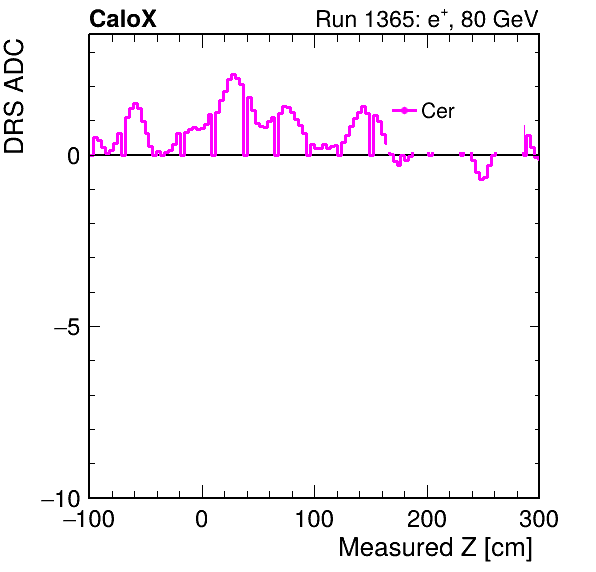 CaloX Run 1365: e+, 80 GeV
DRS ADC
Cer
0
−5
−10
−100 0 100 200 300
Measured Z [cm]